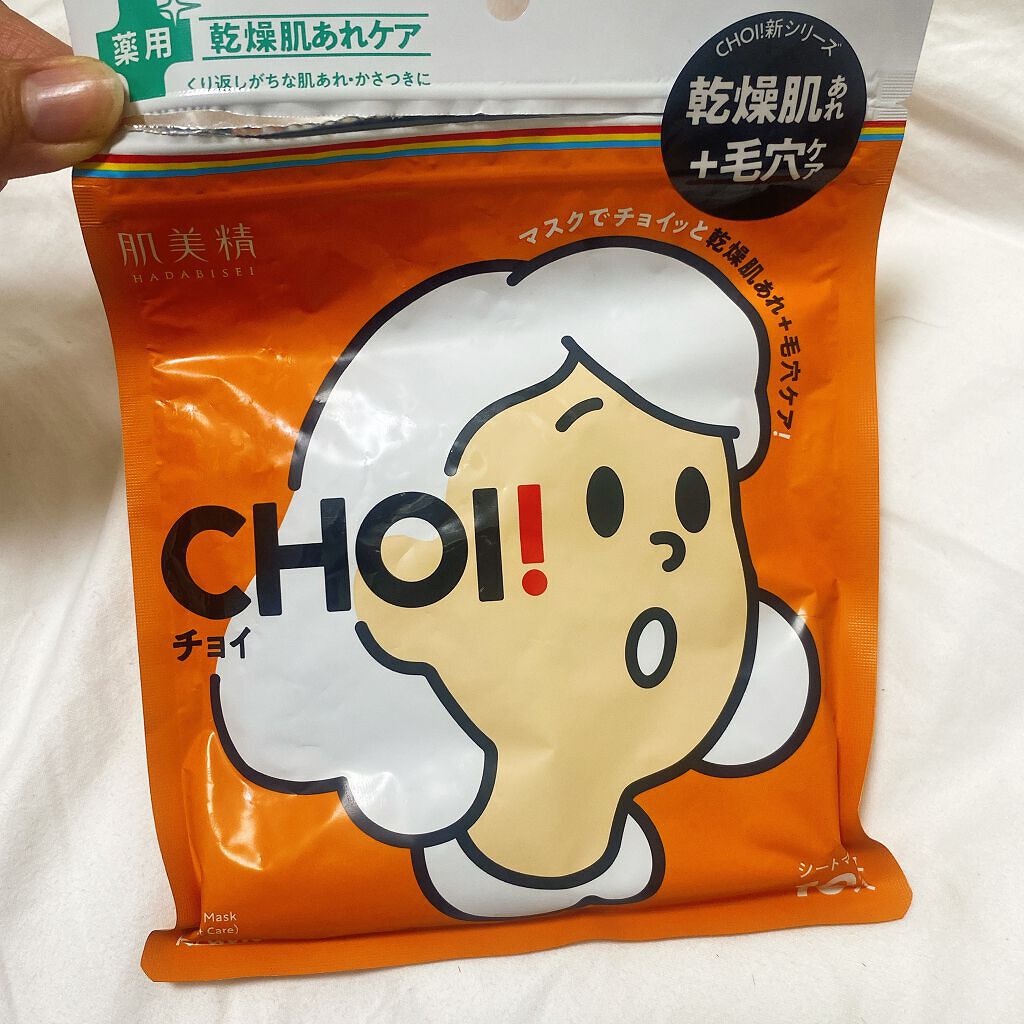 薬用
乾燥肌あれケア
くり返しがちな肌あれ・かさつきに
CHOI!新シリーズ
乾燥肌あれ
+毛穴ケア
肌美精
HADABISEI
マスクでチョイッと乾燥肌あれ+毛穴ケア!
CHOI!
チョイ
Mask
Care)